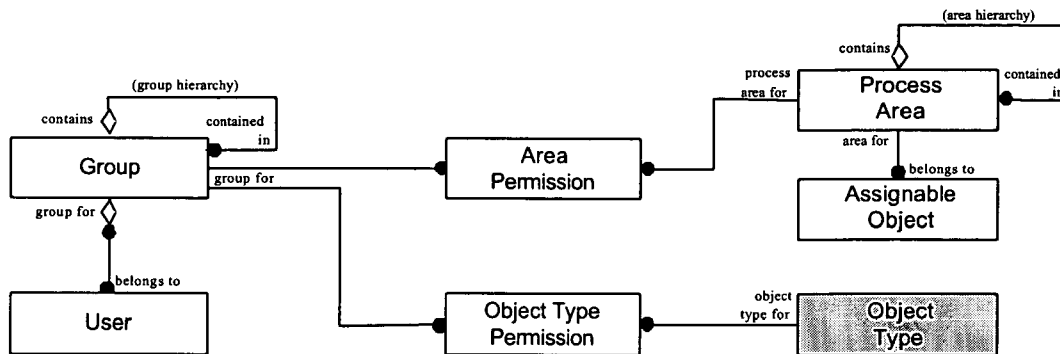 (area hierarchy)
contains
(group hierarchy)
process
area for
Process
Area
contained
in
contains
contained
in
Group
group for
Area
Permission
area for
belongs to
Assignable
Object
group for
belongs to
User
Object Type
Permission
object
type for
Object
Type